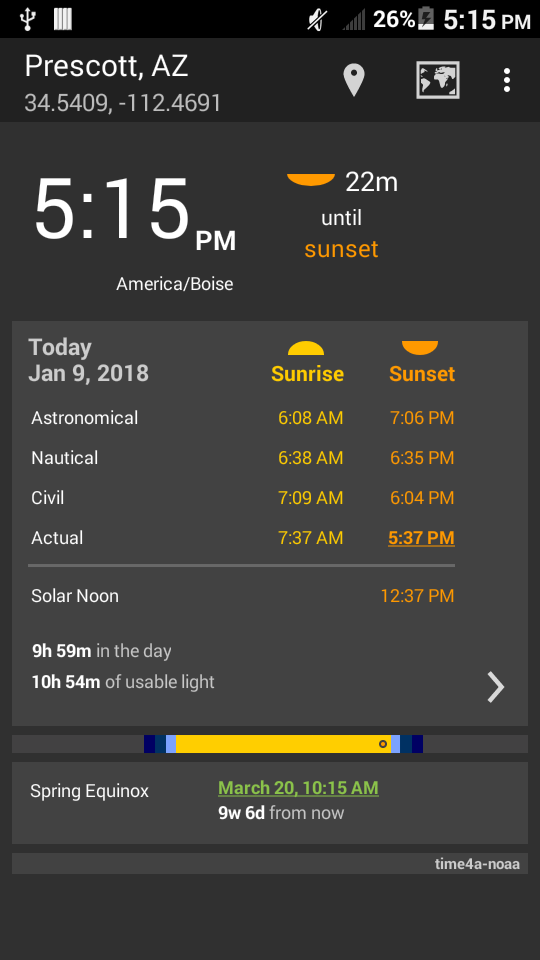 26% 5:15 PM
Prescott, AZ
34.5409, -112.4691
5:15 PM
22m
until
sunset
America/Boise
Today
Jan 9, 2018
Sunrise Sunset
Astronomical 6:08 AM 7:06 PM
Nautical 6:38 AM 6:35 PM
Civil 7:09 AM 6:04 PM
Actual 7:37 AM 5:37 PM
Solar Noon 12:37 PM
9h 59m in the day
10h 54m of usable light
Spring Equinox March 20, 10:15 AM
9w 6d from now
time4a-noaa